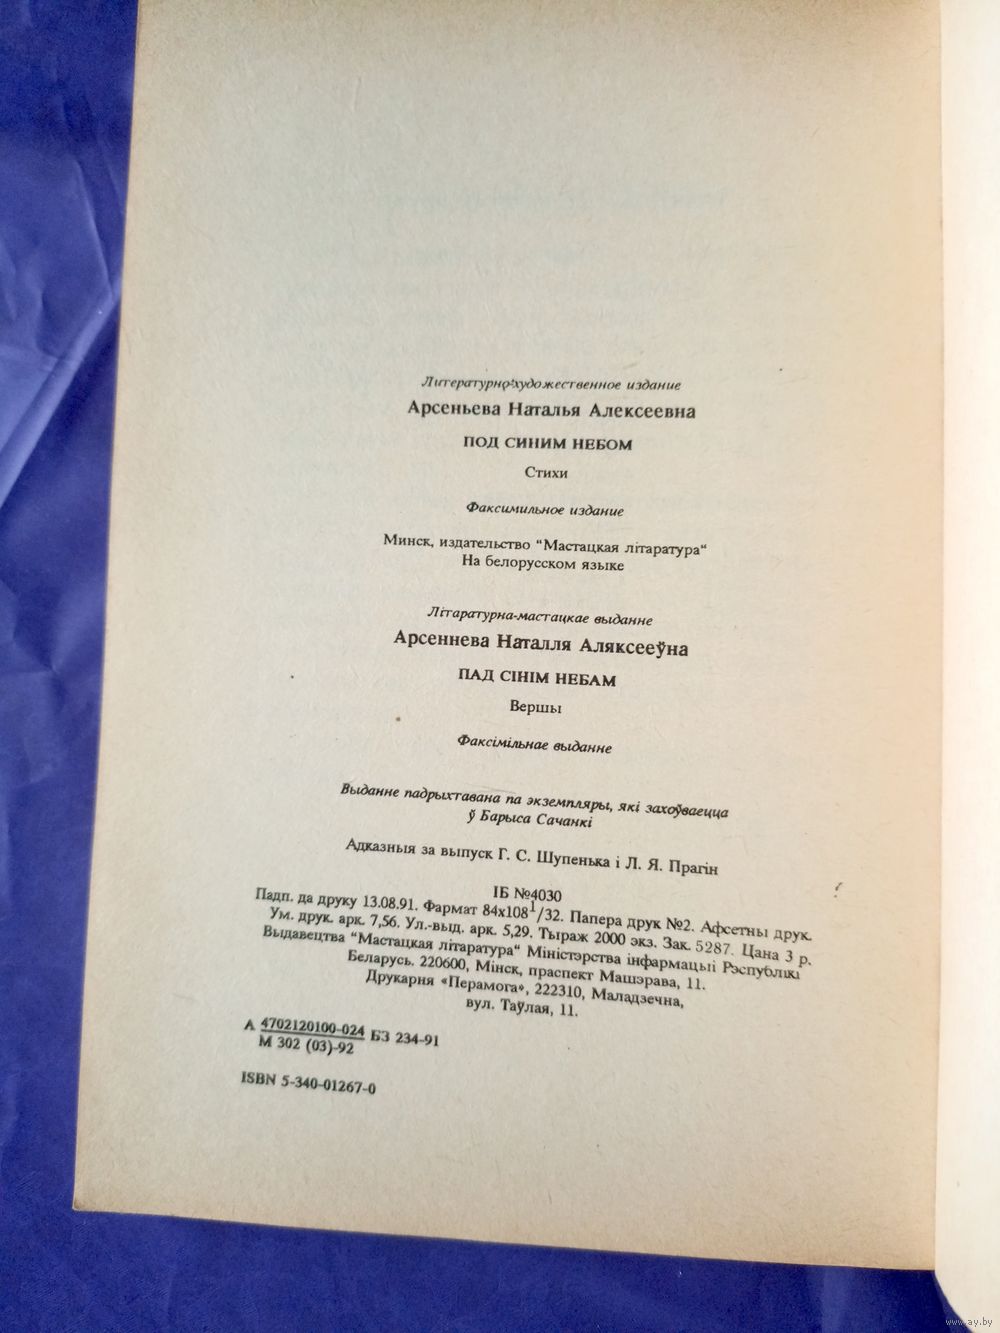 Литературно-художественное издание
Арсеньева Наталья Алексеевна
ПОД СИНИМ НЕБОМ
Стихи
Факсимильное издание
Минск, издательство "Мастацкая літаратура"
На белорусском языке
Літаратурна-мастацкае выданне
Арсеннева Наталля Аляксееўна
ПАД СІНІМ НЕБАМ
Вершы
Факсімільнае выданне
Выданне падрыхтавана па экземпляры, які захоўваецца
ў Барыса Сачанкі
Адказныя за выпуск Г. С. Шупенька і Л. Я. Прагін
ІБ №4030
Падп. да друку 13.08.91. Фармат 84х108¹/32. Папера друк №2. Афсетны друк.
Ум. друк. арк. 7,56. Ул.-выд. арк. 5,29. Тыраж 2000 экз. Зак. 5287. Цана 3 р.
Выдавецтва "Мастацкая літаратура" Міністэрства інфармацыі Рэспублікі
Беларусь. 220600, Мінск, праспект Машэрава, 11.
Друкарня «Перамога», 222310, Маладзечна,
вул. Таўлая, 11.
А 4702120100-024 БЗ 234-91
М 302 (03)-92
ISBN 5-340-01267-0
www.ay.by